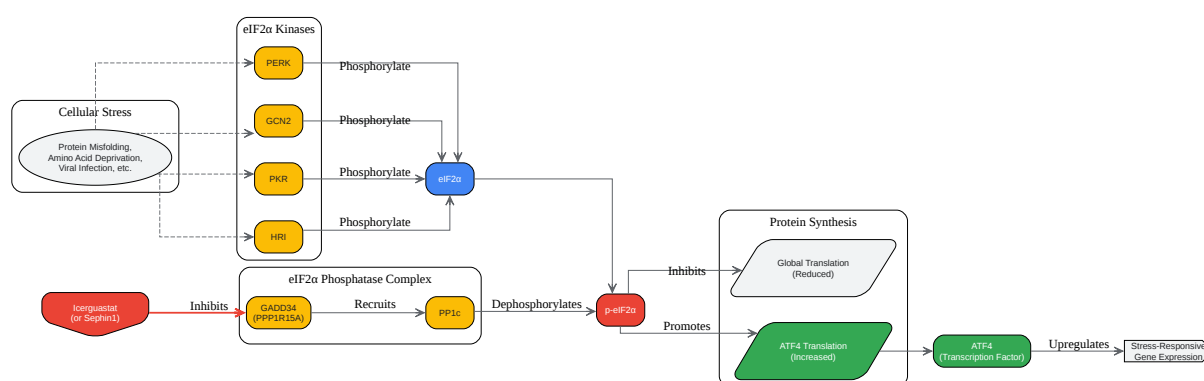 eIF2α Kinases
PERK
Phosphorylate
Cellular Stress
GCN2
Phosphorylate
Protein Misfolding,
Amino Acid Deprivation,
Viral Infection, etc.
PKR
Phosphorylate
eIF2α
HRI
Phosphorylate
Protein Synthesis
Global Translation
(Reduced)
eIF2α Phosphatase Complex
Inhibits
Icerguastat
(or Sephin1)
Inhibits
GADD34
(PPP1R15A)
Recruits
PP1c
Dephosphorylates
p-eIF2α
Promotes
ATF4 Translation
(Increased)
ATF4
(Transcription Factor)
Upregulates
Stress-Responsive
Gene Expression